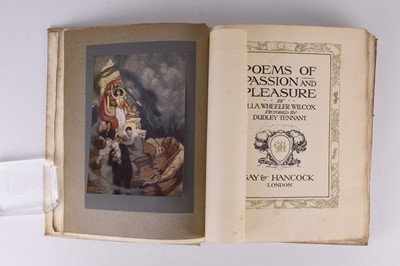 POEMS OF
PASSION AND
PLEASURE
BY
ELLA WHEELER WILCOX
PICTURED BY
DUDLEY TENNANT
GAY & HANCOCK
LONDON